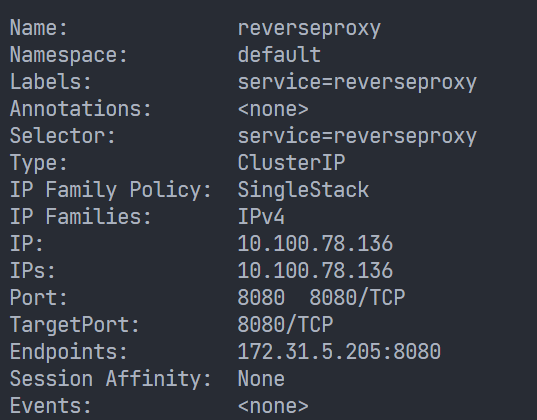 Name: reverseproxy
Namespace: default
Labels: service=reverseproxy
Annotations: <none>
Selector: service=reverseproxy
Type: ClusterIP
IP Family Policy: SingleStack
IP Families: IPv4
IP: 10.100.78.136
IPs: 10.100.78.136
Port: 8080  8080/TCP
TargetPort: 8080/TCP
Endpoints: 172.31.5.205:8080
Session Affinity: None
Events: <none>